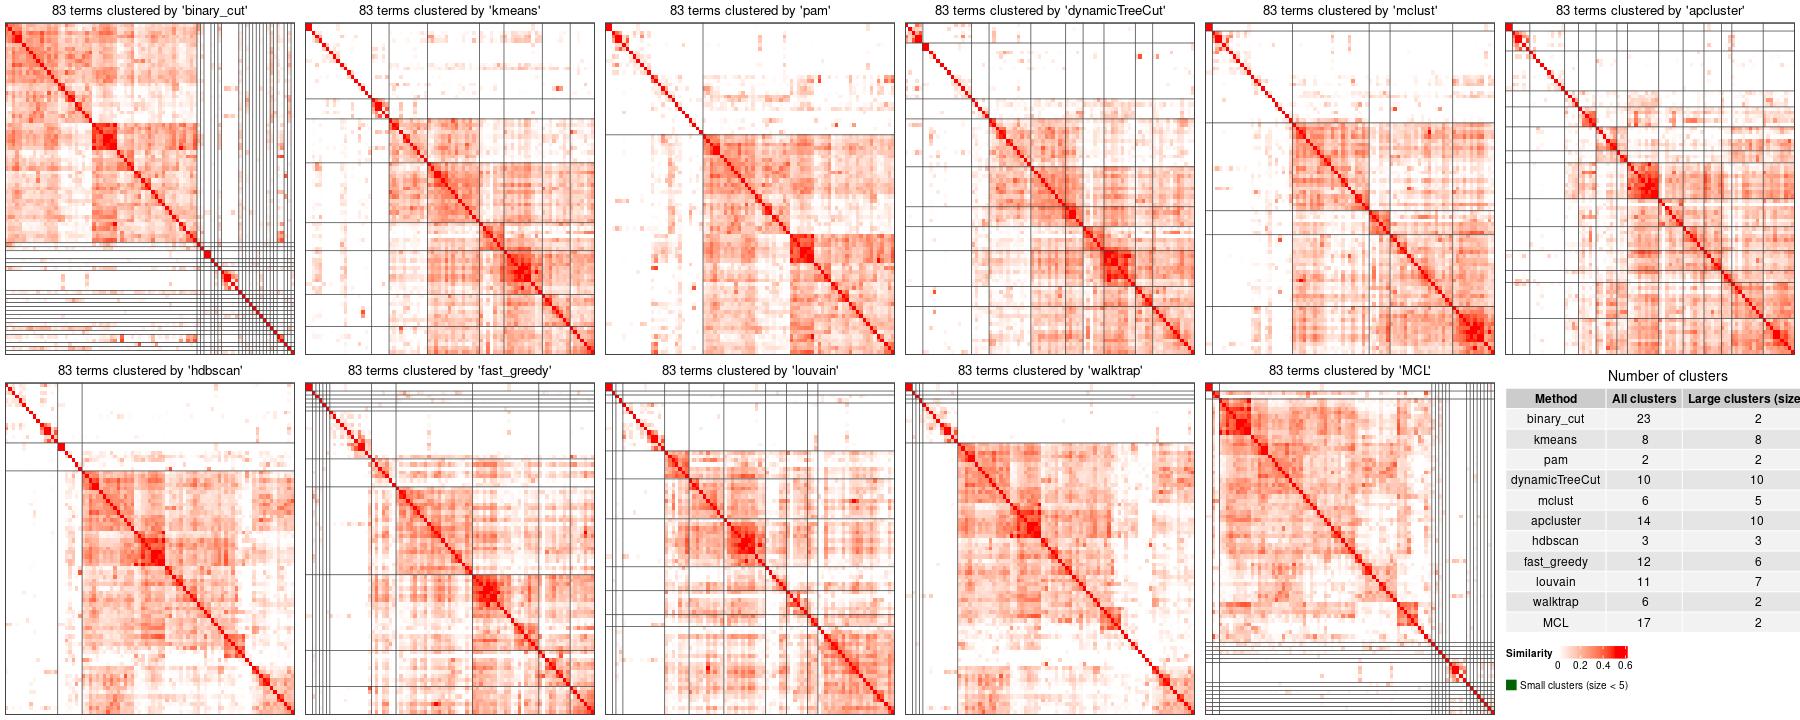 83 terms clustered by 'binary_cut'
83 terms clustered by 'kmeans'
83 terms clustered by 'pam'
83 terms clustered by 'dynamicTreeCut'
83 terms clustered by 'mclust'
83 terms clustered by 'apcluster'
83 terms clustered by 'hdbscan'
83 terms clustered by 'fast_greedy'
83 terms clustered by 'louvain'
83 terms clustered by 'walktrap'
83 terms clustered by 'MCL'
Number of clusters
Method All clusters Large clusters (size
binary_cut 23 2
kmeans 8 8
pam 2 2
dynamicTreeCut 10 10
mclust 6 5
apcluster 14 10
hdbscan 3 3
fast_greedy 12 6
louvain 11 7
walktrap 6 2
MCL 17 2
Similarity
0 0.2 0.4 0.6
Small clusters (size < 5)